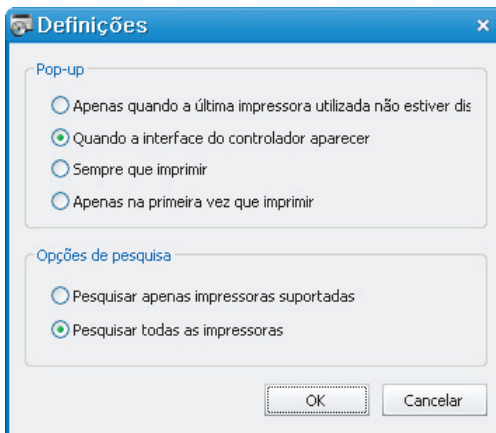 Definições
Pop-up
Apenas quando a última impressora utilizada não estiver dis
Quando a interface do controlador aparecer
Sempre que imprimir
Apenas na primeira vez que imprimir
Opções de pesquisa
Pesquisar apenas impressoras suportadas
Pesquisar todas as impressoras
OK Cancelar